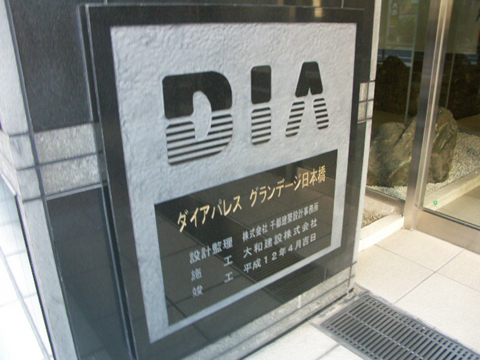 DIA
ダイアパレス グランデージ日本橋
設計監理 株式会社 千都建築設計事務所
施工 大和建設株式会社
竣工 平成12年4月吉日